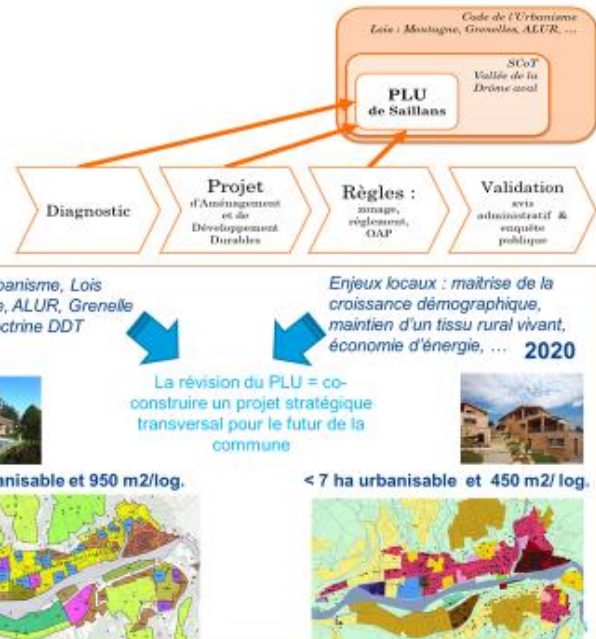 Code de l'Urbanisme
Lois : Montagne, Grenelles, ALUR, ...
SCoT
Vallée de la
Drôme aval
PLU
de Saillans
Diagnostic
Projet
d'Aménagement
et de
Développement
Durables
Règles :
zonage,
règlement,
OAP
Validation
avis
administratif &
enquête
publique
banisme, Lois
e, ALUR, Grenelle
octrine DDT
Enjeux locaux : maitrise de la
croissance démographique,
maintien d'un tissu rural vivant,
économie d'énergie, ...
2020
La révision du PLU = co-
construire un projet stratégique
transversal pour le futur de la
commune
anisable et 950 m2/log.
< 7 ha urbanisable et 450 m2/ log.